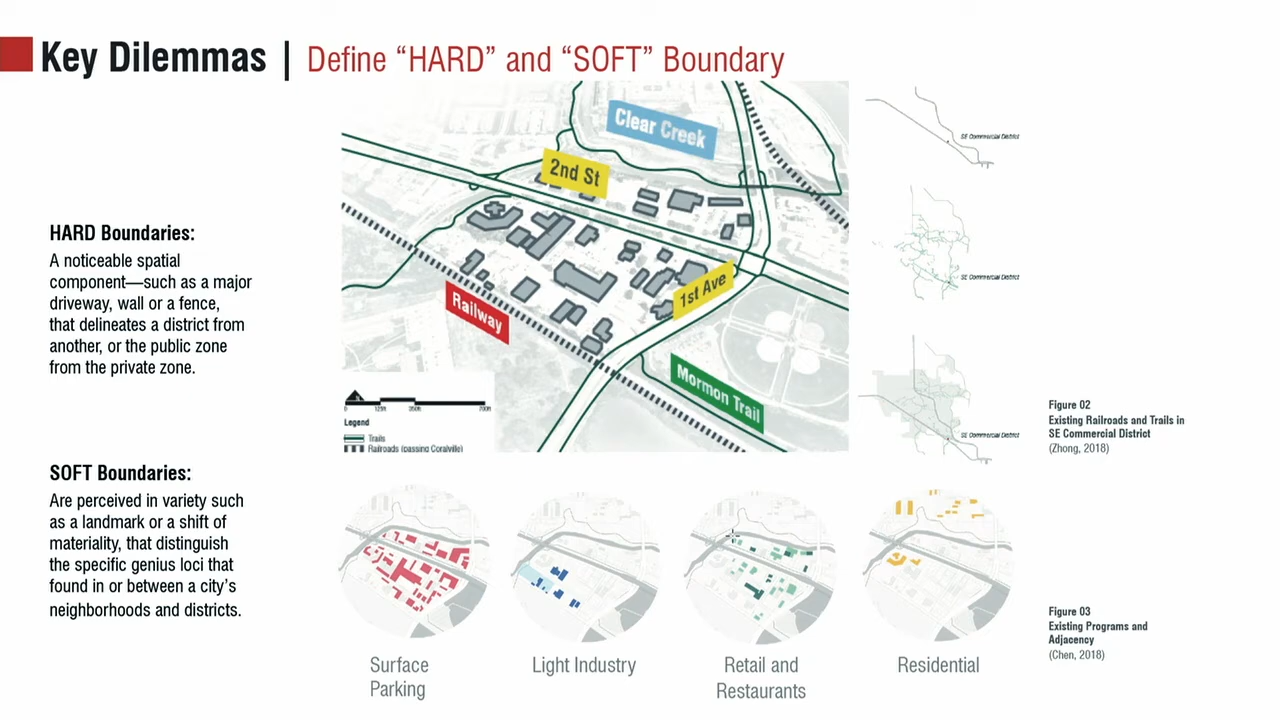 Key Dilemmas | Define “HARD” and “SOFT” Boundary
HARD Boundaries:
A noticeable spatial
component—such as a major
driveway, wall or a fence,
that delineates a district from
another, or the public zone
from the private zone.
SOFT Boundaries:
Are perceived in variety such
as a landmark or a shift of
materiality, that distinguish
the specific genius loci that
found in or between a city’s
neighborhoods and districts.
Clear Creek
2nd St
1st Ave
Railway
Mormon Trail
0 125ft 350ft 700ft
Legend
Trails
Railroads (passing Coralville)
SE Commercial District
SE Commercial District
SE Commercial District
Figure 02
Existing Railroads and Trails in
SE Commercial District
(Zhong, 2018)
Surface
Parking
Light Industry
Retail and
Restaurants
Residential
Figure 03
Existing Programs and
Adjacency
(Chen, 2018)